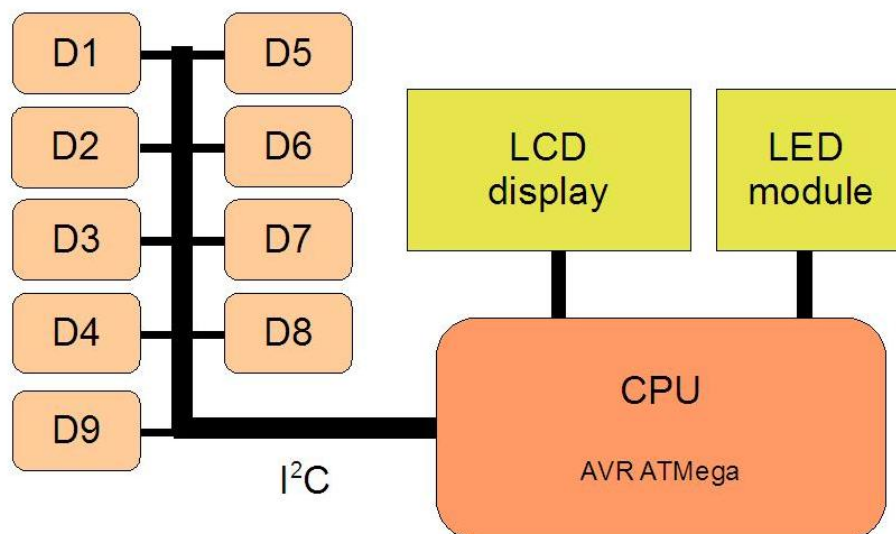 D1
D5
D2
D6
D3
D7
D4
D8
D9
I²C
LCD
display
LED
module
CPU
AVR ATMega